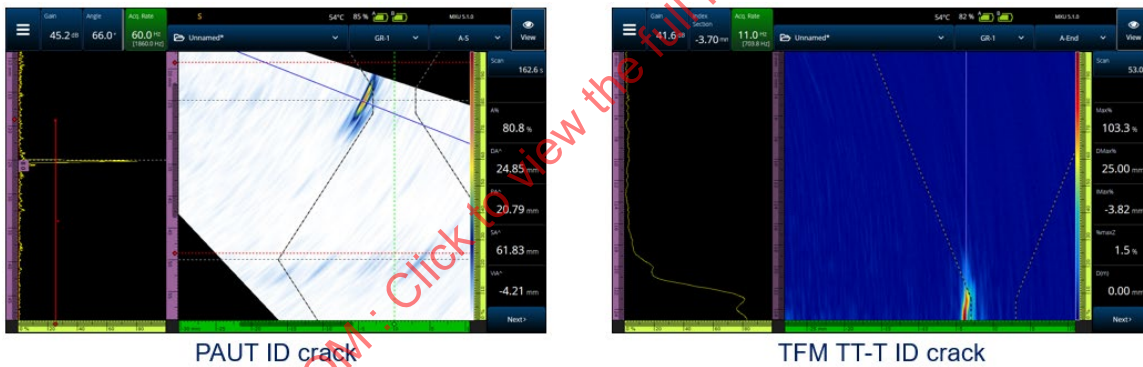 Gain
Angle
Acq. Rate
S
54°C
85 %
A
B
MXU 5.1.0
45.2 dB
66.0°
60.0 Hz
[1860.0 Hz]
Unnamed*
GR-1
A-S
View
Scan
162.6 s
A%
80.8 %
DA^
24.85 mm
PA^
20.79 mm
SA^
61.83 mm
ViA^
-4.21 mm
Next>
PAUT ID crack
Gain
Index
Section
Acq. Rate
54°C
82 %
A
B
MXU 5.1.0
41.6 dB
-3.70 mm
11.0 Hz
[709.8 Hz]
Unnamed*
GR-1
A-End
View
Scan
53.0
Max%
103.3 %
DMax%
25.00 mm
IMax%
-3.82 mm
%maxZ
1.5 %
0.00 mm
Next>
TFM TT-T ID crack
Click to view the full